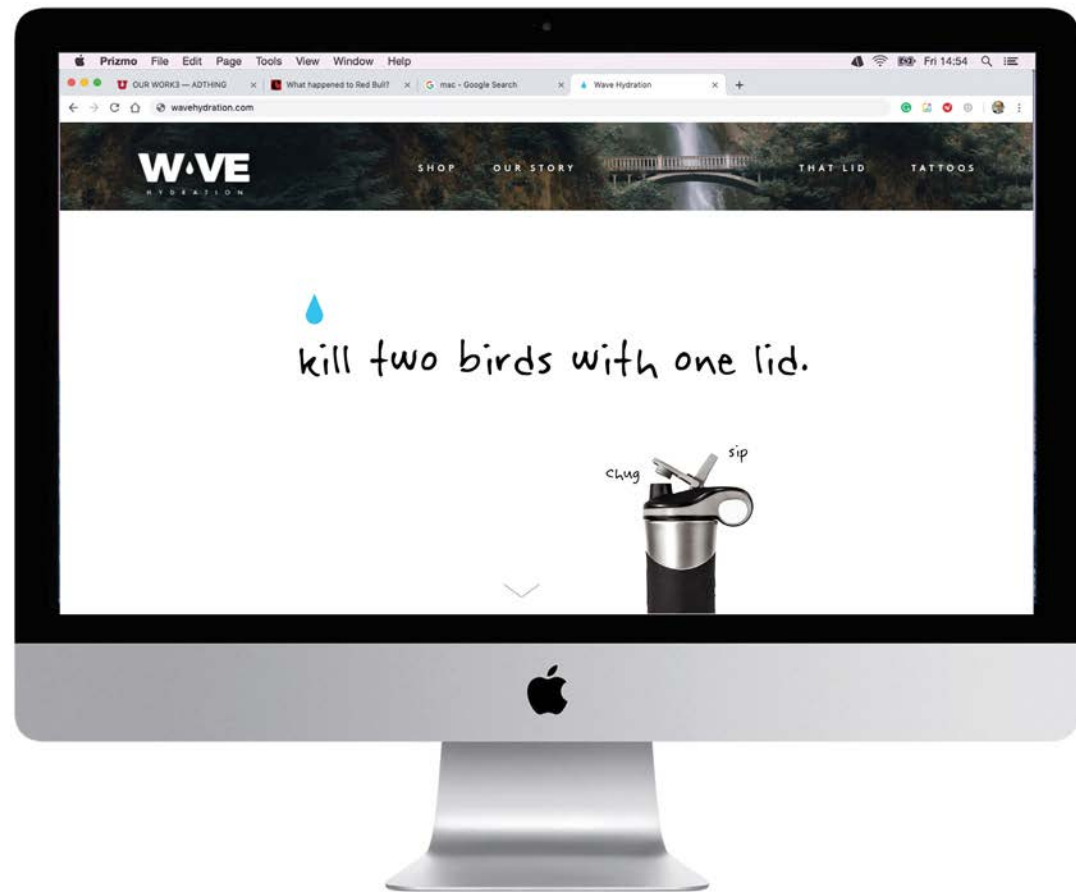 Prizmo File Edit Page Tools View Window Help Fri 14:54
OUR WORK3 — ADTHING What happened to Red Bull? mac - Google Search Wave Hydration
wavehydration.com
WAVE
HYDRATION
SHOP OUR STORY THAT LID TATTOOS
kill two birds with one lid.
chug sip